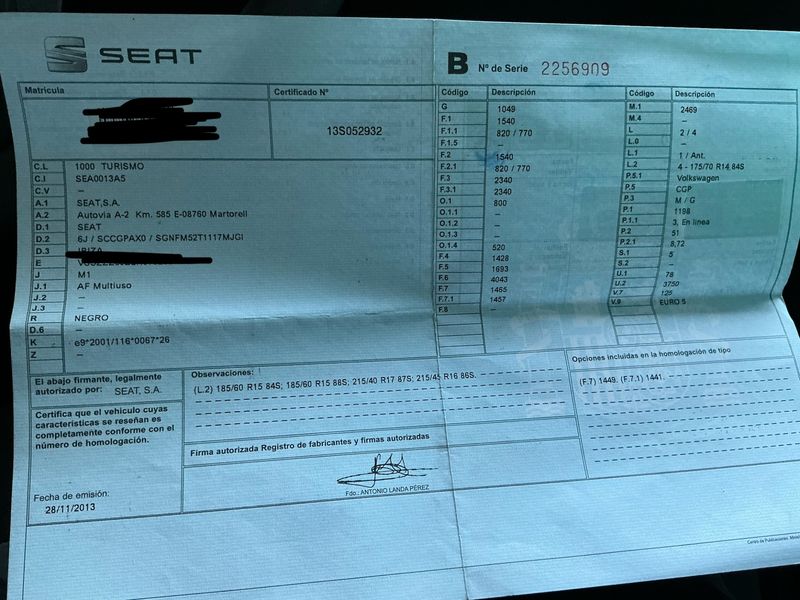 SEAT
B Nº de Serie 2256909
Matrícula
Certificado Nº
13S052932
C.L 1000 TURISMO
C.I SEA0013A5
C.V –
A.1 SEAT,S.A.
A.2 Autovia A-2 Km. 585 E-08760 Martorell
D.1 SEAT
D.2 6J / SCCGPAX0 / SGNFM52T1117MJGI
D.3 IBIZA
E
J M1
J.1 AF Multiuso
J.2 –
J.3 –
R NEGRO
D.6 –
K e9*2001/116*0067*26
Z –
Código Descripción
G 1049
F.1 1540
F.1.1 820 / 770
F.1.5 –
F.2 1540
F.2.1 820 / 770
F.3 2340
F.3.1 2340
O.1 800
O.1.1 –
O.1.2 –
O.1.3 –
O.1.4 520
F.4 1428
F.5 1693
F.6 4043
F.7 1465
F.7.1 1457
F.8 –
Código Descripción
M.1 2469
M.4 –
L 2 / 4
L.0 –
L.1 1 / Ant.
L.2 4 - 175/70 R14 84S
P.5.1 Volkswagen
P.5 CGP
P.3 M / G
P.1 1198
P.1.1 3, En linea
P.2 51
P.2.1 8,72
S.1 5
S.2 –
U.1 78
U.2 3750
V.7 125
V.9 EURO 5
El abajo firmante, legalmente
autorizado por: SEAT, S.A.
Certifica que el vehiculo cuyas
características se reseñan es
completamente conforme con el
número de homologación.
Fecha de emisión:
28/11/2013
Observaciones:
(L.2) 185/60 R15 84S; 185/60 R15 88S; 215/40 R17 87S; 215/45 R16 86S.
Firma autorizada Registro de fabricantes y firmas autorizadas
Fdo.: ANTONIO LANDA PÉREZ
Opciones incluidas en la homologación de tipo
(F.7) 1449. (F.7.1) 1441.
Centro de Publicaciones.